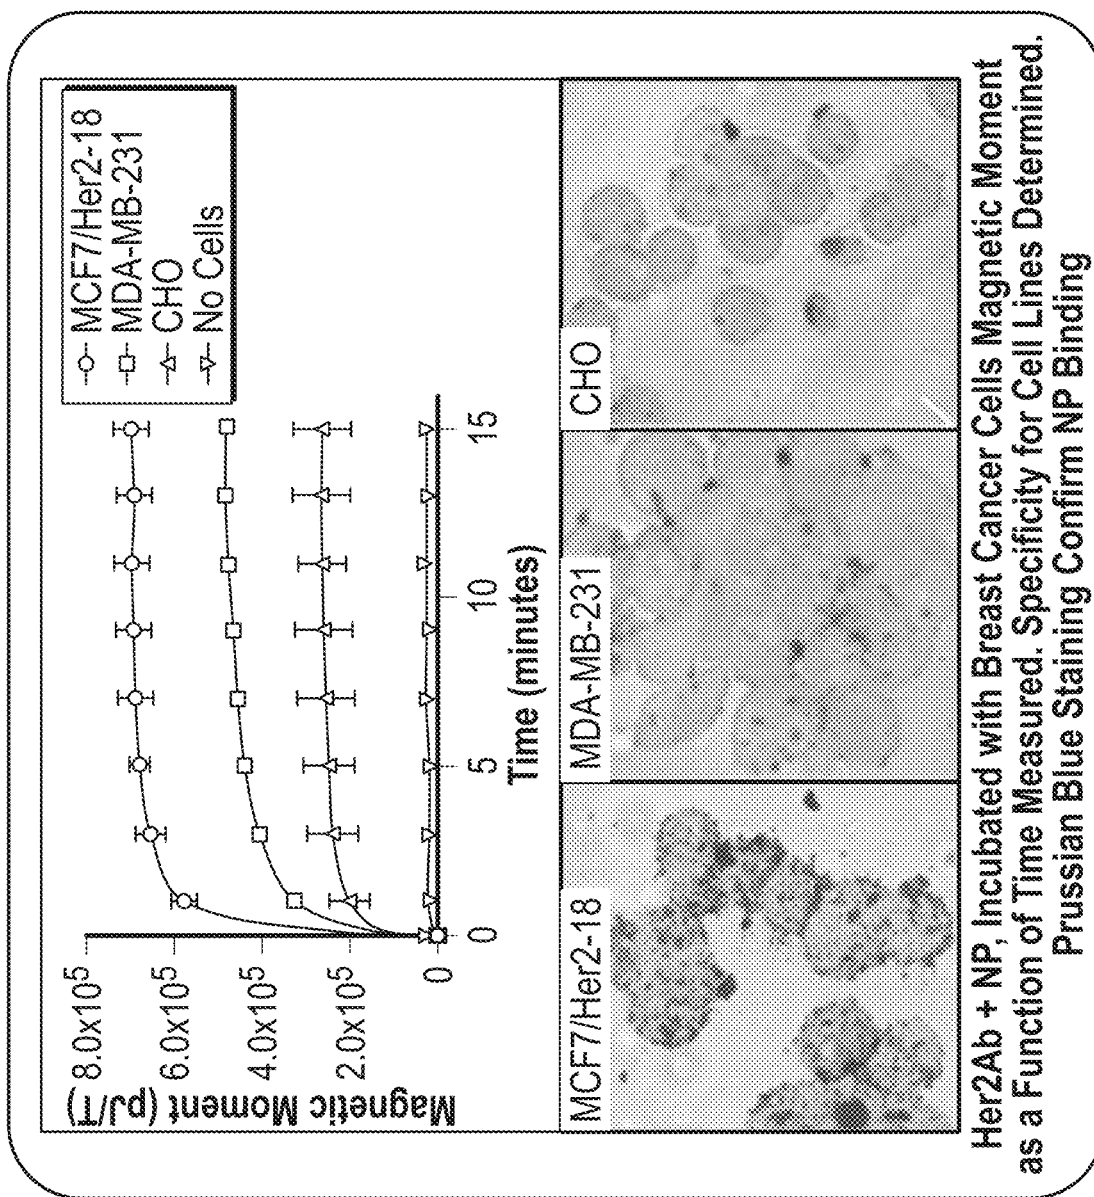 MCF7/Her2-18
MDA-MB-231
CHO
No Cells
Magnetic Moment (pJ/T)
8.0x10⁵
6.0x10⁵
4.0x10⁵
2.0x10⁵
0
0
5
10
15
Time (minutes)
MCF7/Her2-18
MDA-MB-231
CHO
Her2Ab + NP, Incubated with Breast Cancer Cells Magnetic Moment
as a Function of Time Measured. Specificity for Cell Lines Determined.
Prussian Blue Staining Confirm NP Binding